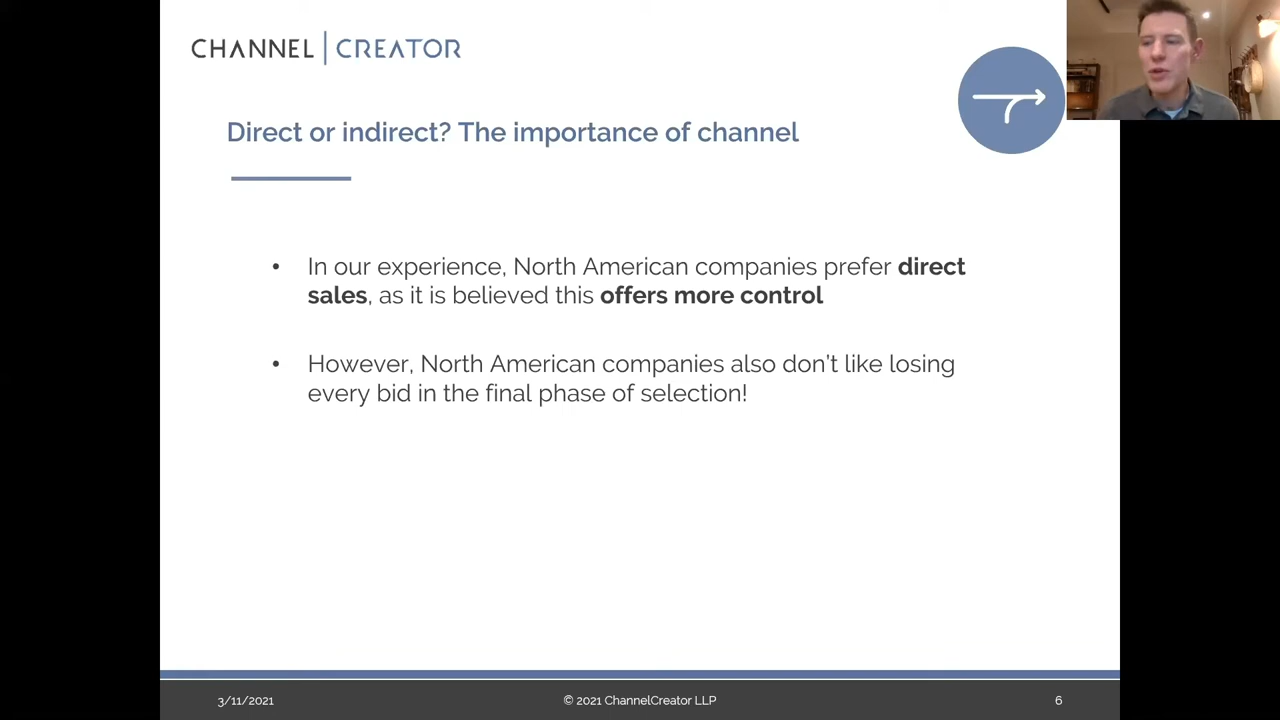 CHANNEL | CREATOR
Direct or indirect? The importance of channel
• In our experience, North American companies prefer direct
sales, as it is believed this offers more control
• However, North American companies also don't like losing
every bid in the final phase of selection!
3/11/2021 © 2021 ChannelCreator LLP 6